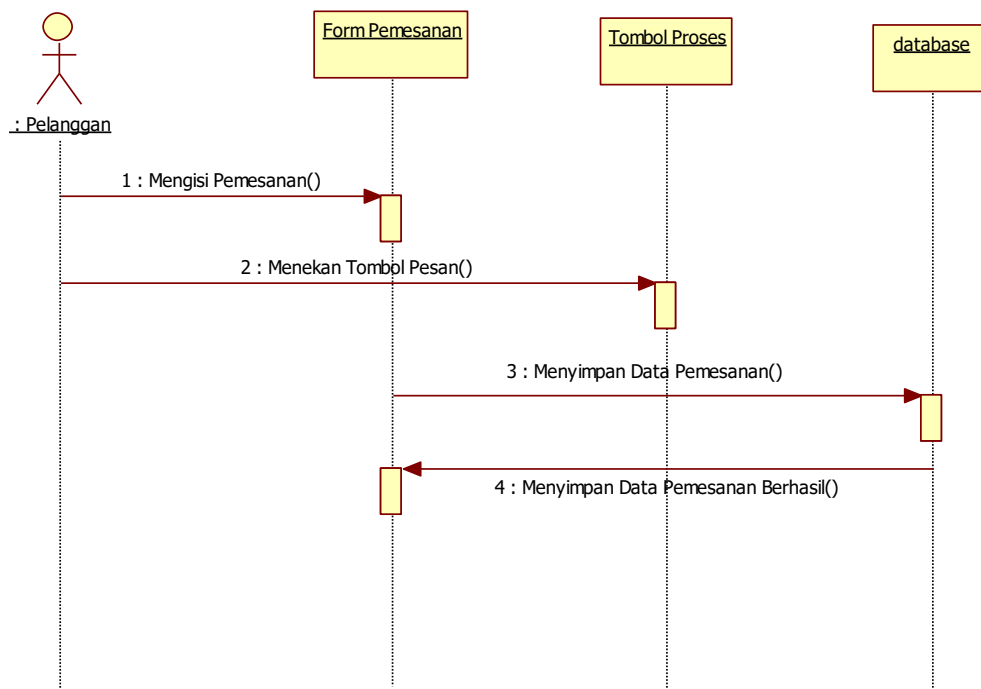 Form Pemesanan
Tombol Proses
database
: Pelanggan
1 : Mengisi Pemesanan()
2 : Menekan Tombol Pesan()
3 : Menyimpan Data Pemesanan()
4 : Menyimpan Data Pemesanan Berhasil()